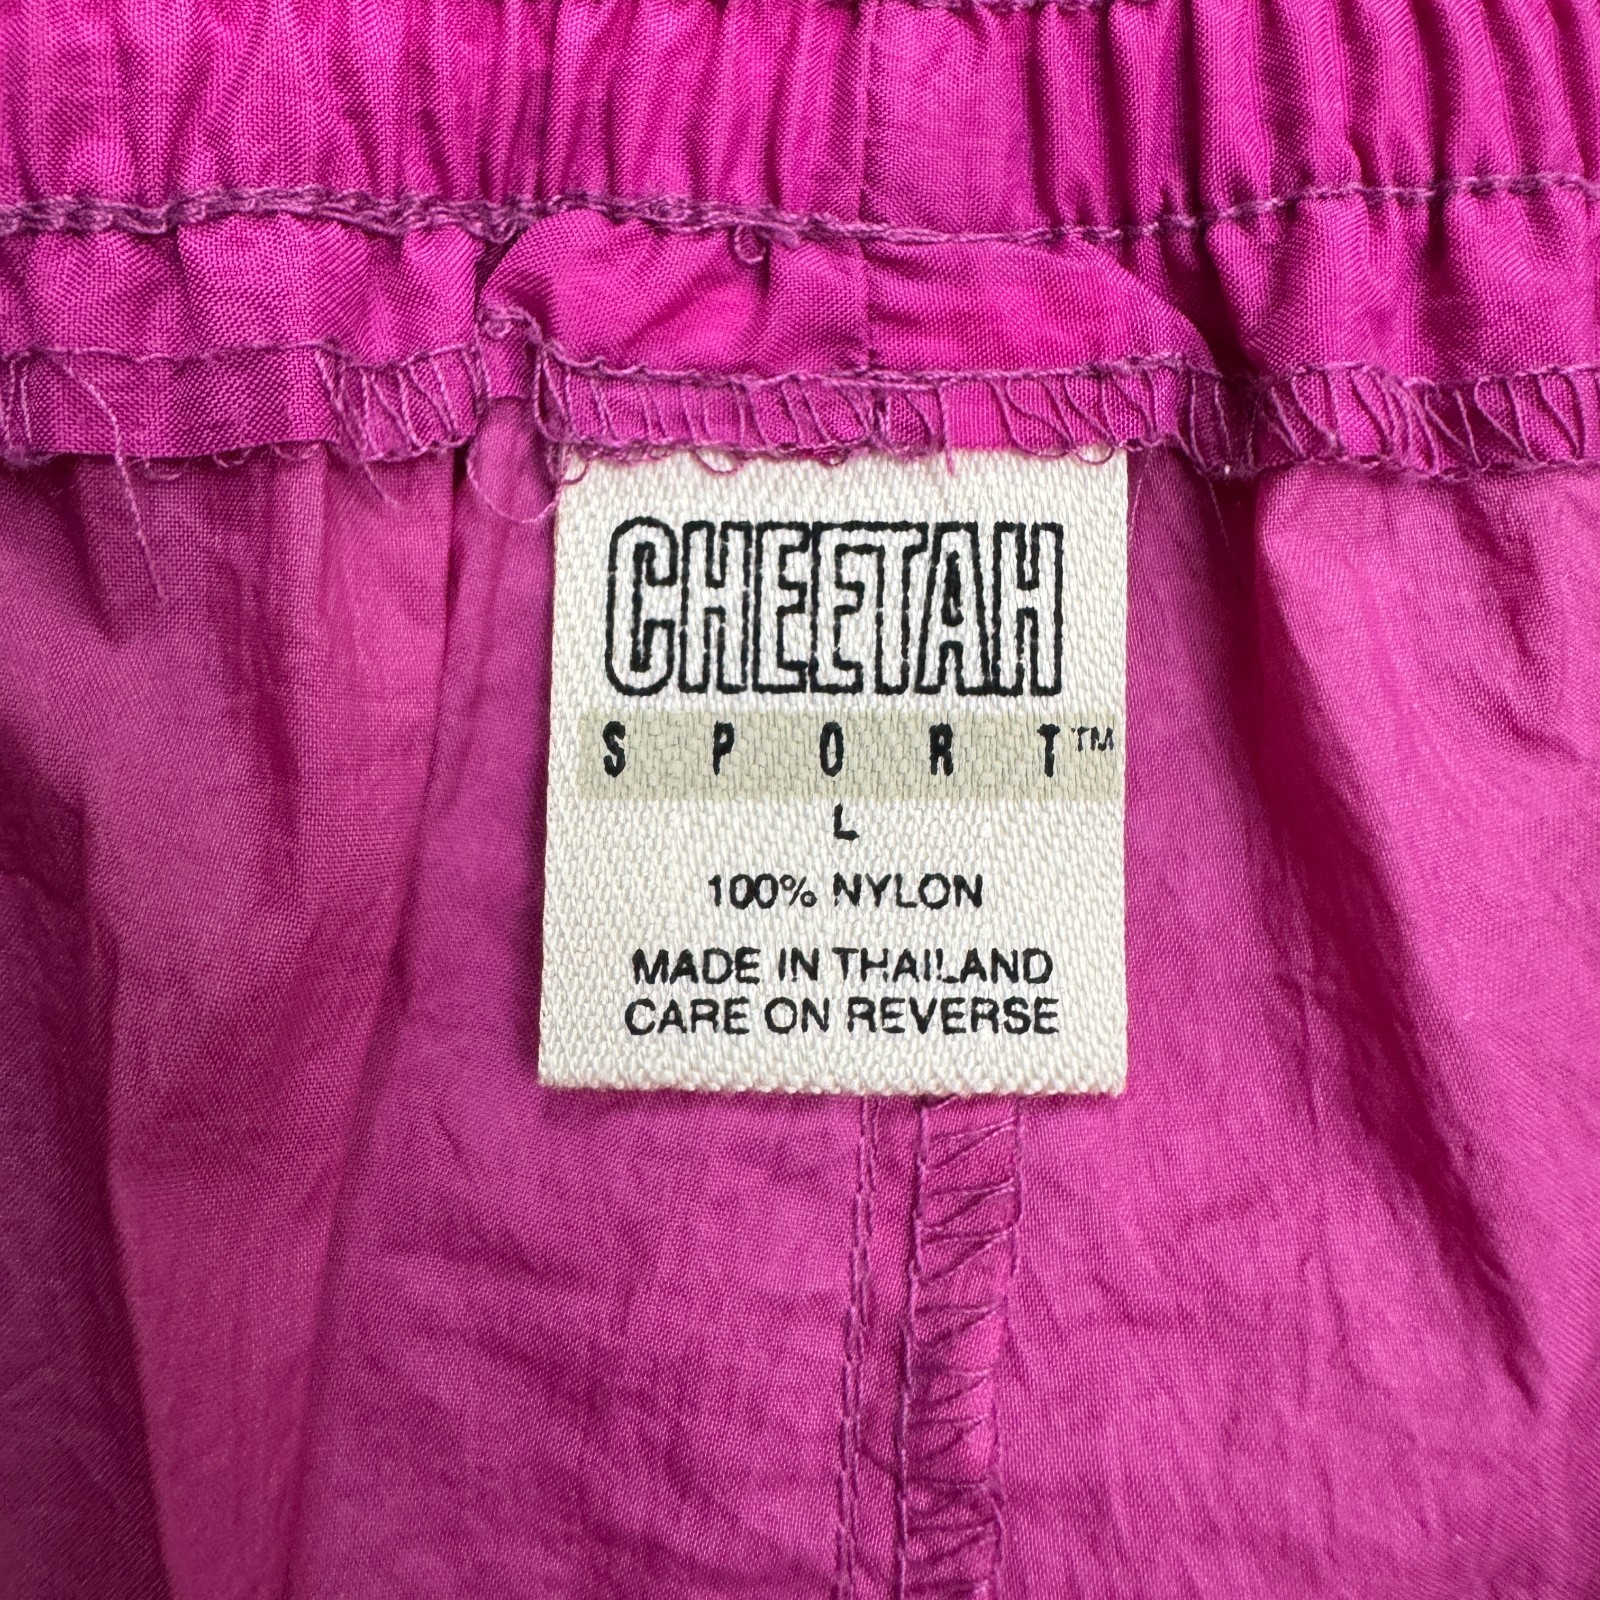 CHEETAH
SPORT™
L
100% NYLON
MADE IN THAILAND
CARE ON REVERSE